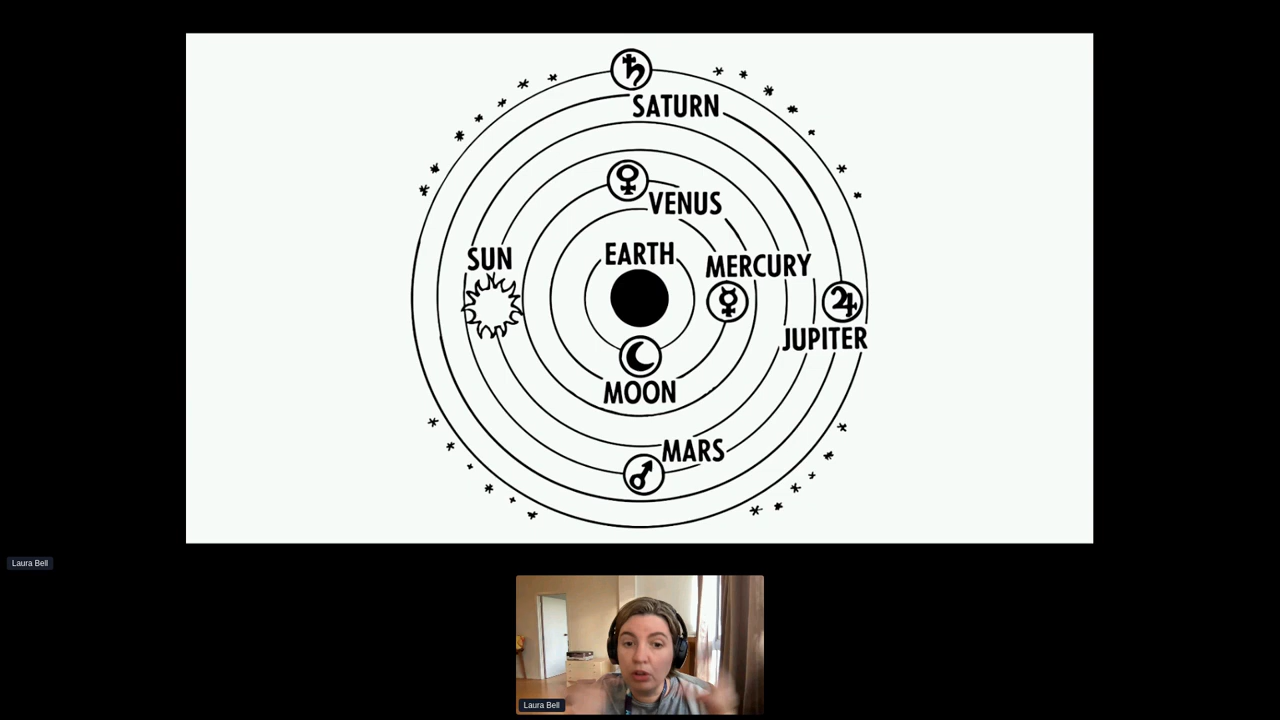 SATURN
VENUS
EARTH
SUN
MERCURY
JUPITER
MOON
MARS
Laura Bell
Laura Bell